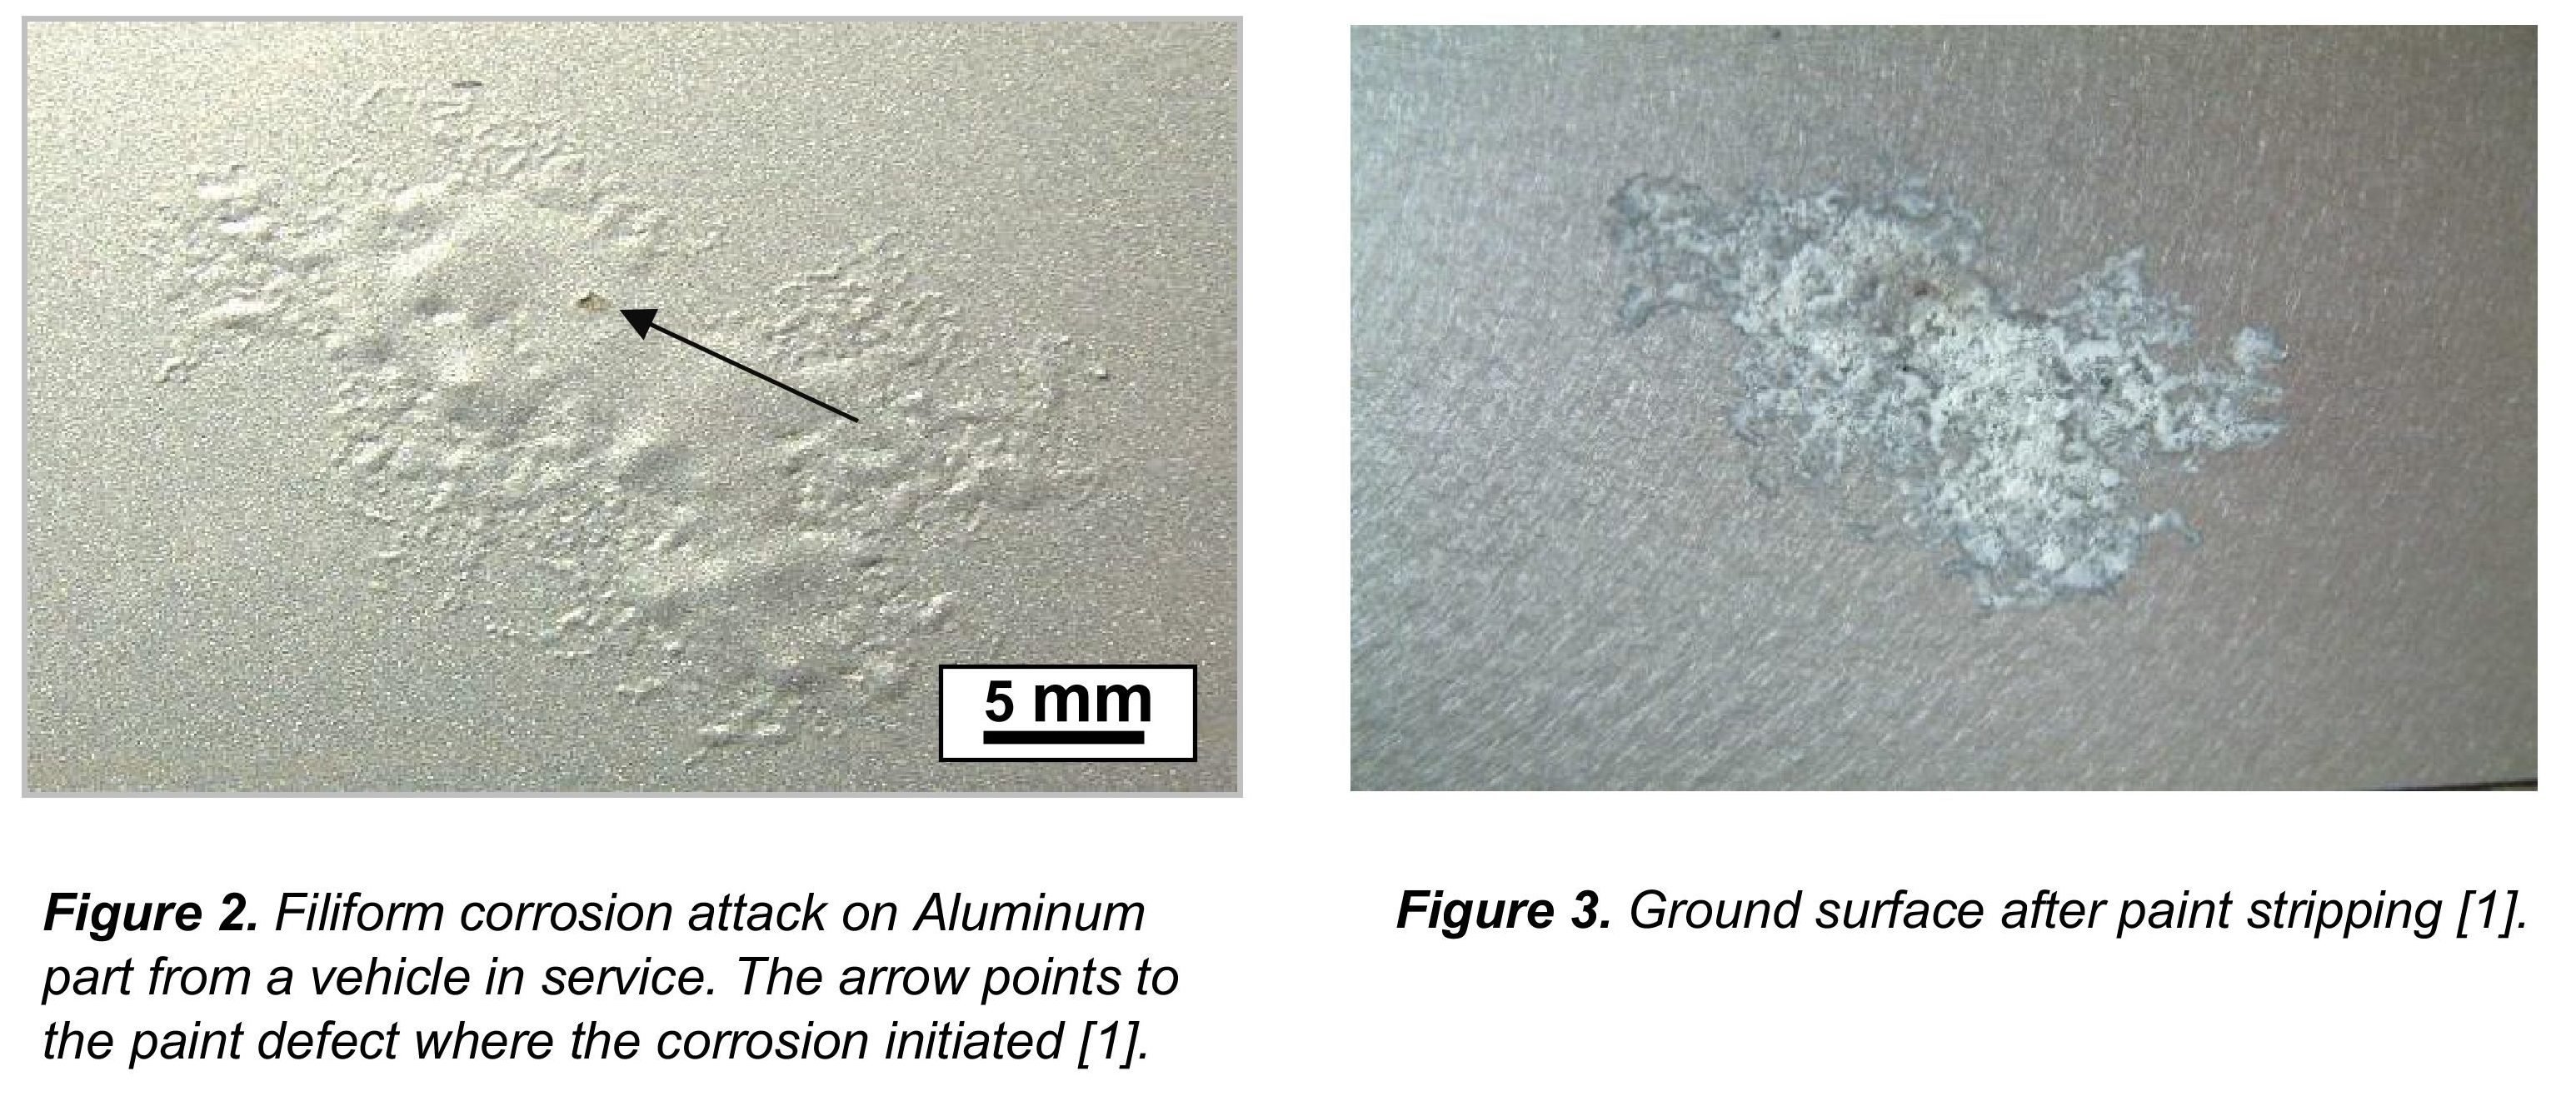 5 mm
Figure 2. Filiform corrosion attack on Aluminum
part from a vehicle in service. The arrow points to
the paint defect where the corrosion initiated [1].
Figure 3. Ground surface after paint stripping [1].